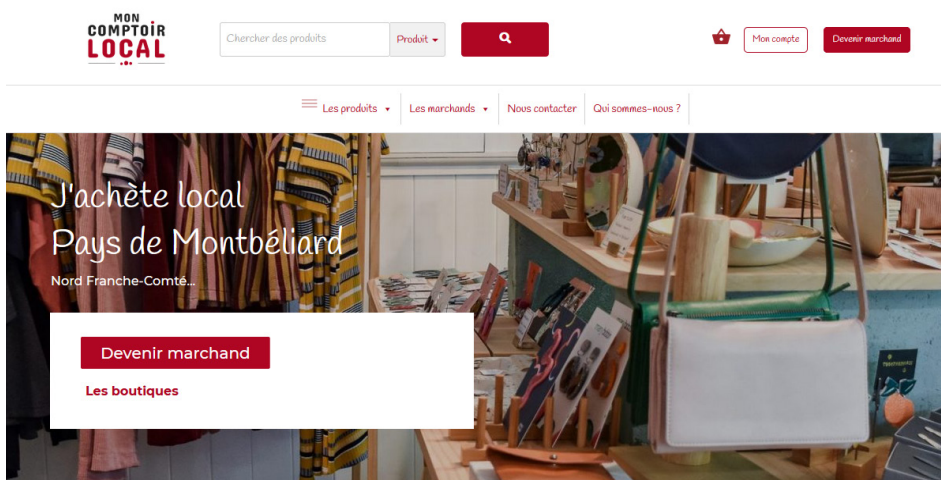 MON
COMPTOIR
LOCAL
Chercher des produits
Produit
Mon compte
Devenir marchand
Les produits
Les marchands
Nous contacter
Qui sommes-nous ?
J'achète local
Pays de Montbéliard
Nord Franche-Comté...
Devenir marchand
Les boutiques